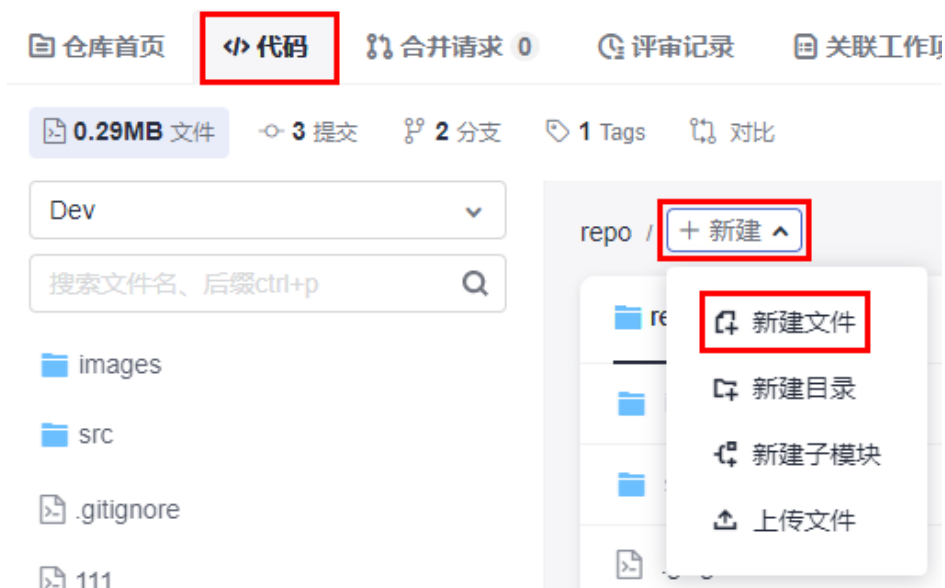 仓库首页 代码 合并请求 0 评审记录 关联工作项
0.29MB 文件 3 提交 2 分支 1 Tags 对比
Dev
repo / + 新建
搜索文件名、后缀ctrl+p
新建文件
images
新建目录
src
新建子模块
.gitignore
上传文件
111